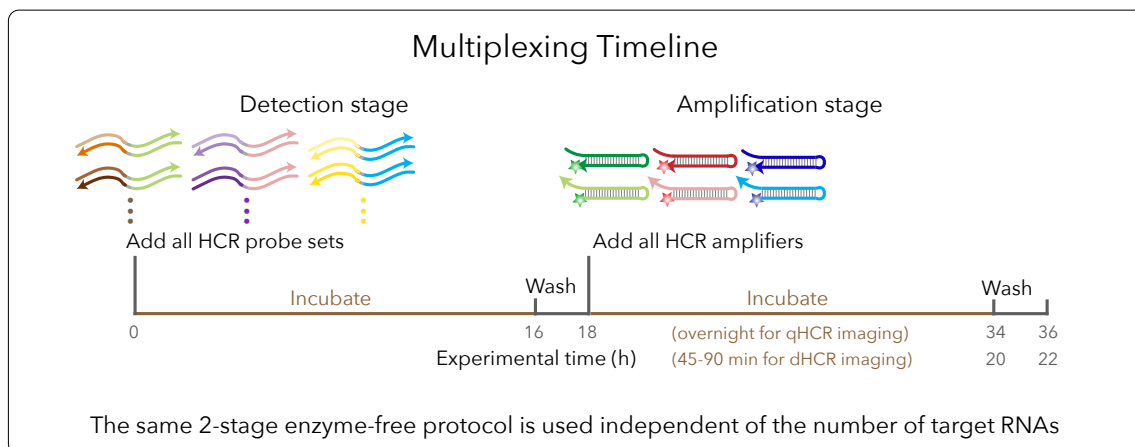 Multiplexing Timeline
Detection stage
Amplification stage
Add all HCR probe sets
Add all HCR amplifiers
Incubate
Wash
Incubate
Wash
0
16
18
(overnight for qHCR imaging)
34
36
Experimental time (h)
(45-90 min for dHCR imaging)
20
22
The same 2-stage enzyme-free protocol is used independent of the number of target RNAs